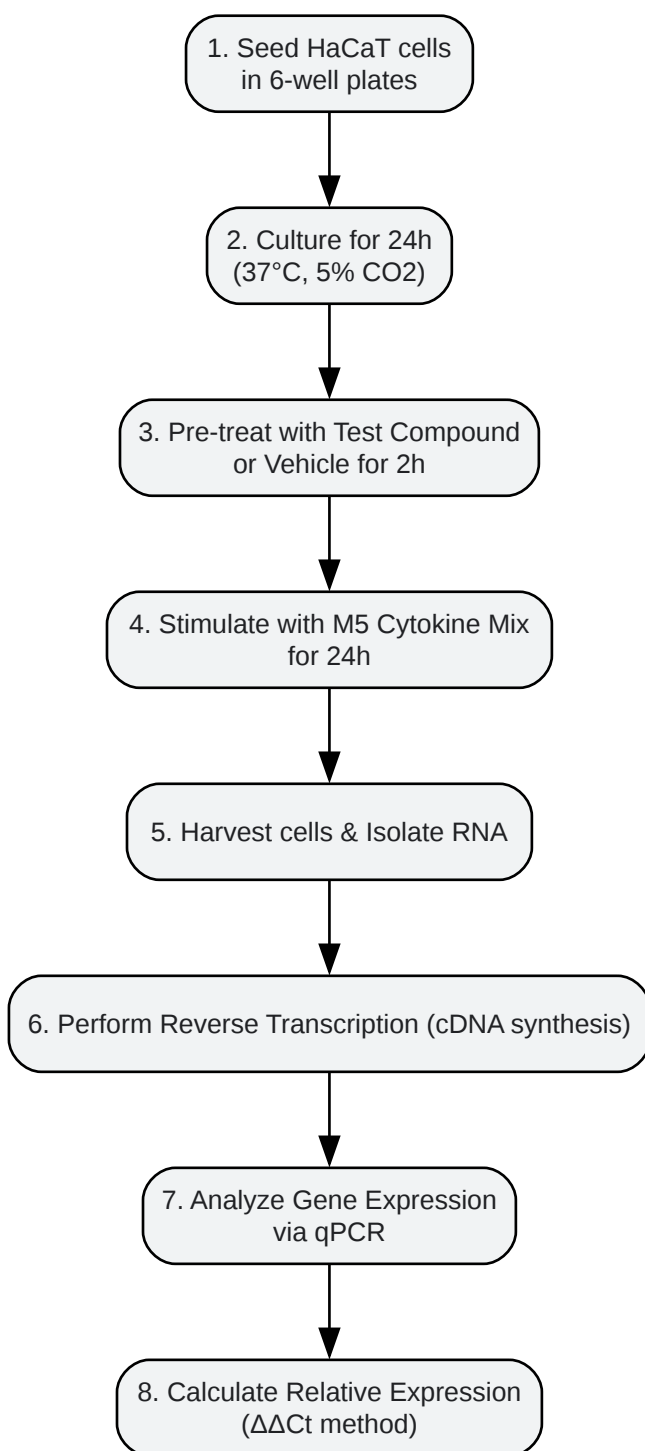 1. Seed HaCaT cells
in 6-well plates
2. Culture for 24h
(37°C, 5% CO2)
3. Pre-treat with Test Compound
or Vehicle for 2h
4. Stimulate with M5 Cytokine Mix
for 24h
5. Harvest cells & Isolate RNA
6. Perform Reverse Transcription (cDNA synthesis)
7. Analyze Gene Expression
via qPCR
8. Calculate Relative Expression
(ΔΔCt method)